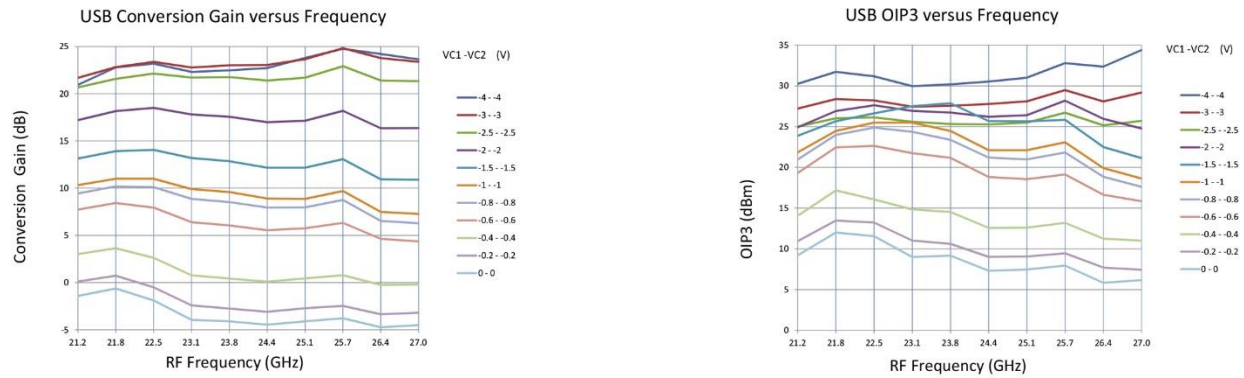 USB Conversion Gain versus Frequency
Conversion Gain (dB)
25
20
15
10
5
0
-5
21.2 21.8 22.5 23.1 23.8 24.4 25.1 25.7 26.4 27.0
RF Frequency (GHz)
VC1 -VC2 (V)
-4 - -4
-3 - -3
-2.5 - -2.5
-2 - -2
-1.5 - -1.5
-1 - -1
-0.8 - -0.8
-0.6 - -0.6
-0.4 - -0.4
-0.2 - -0.2
0 - 0
USB OIP3 versus Frequency
OIP3 (dBm)
35
30
25
20
15
10
5
0
21.2 21.8 22.5 23.1 23.8 24.4 25.1 25.7 26.4 27.0
RF Frequency (GHz)
VC1 -VC2 (V)
-4 - -4
-3 - -3
-2.5 - -2.5
-2 - -2
-1.5 - -1.5
-1 - -1
-0.8 - -0.8
-0.6 - -0.6
-0.4 - -0.4
-0.2 - -0.2
0 - 0